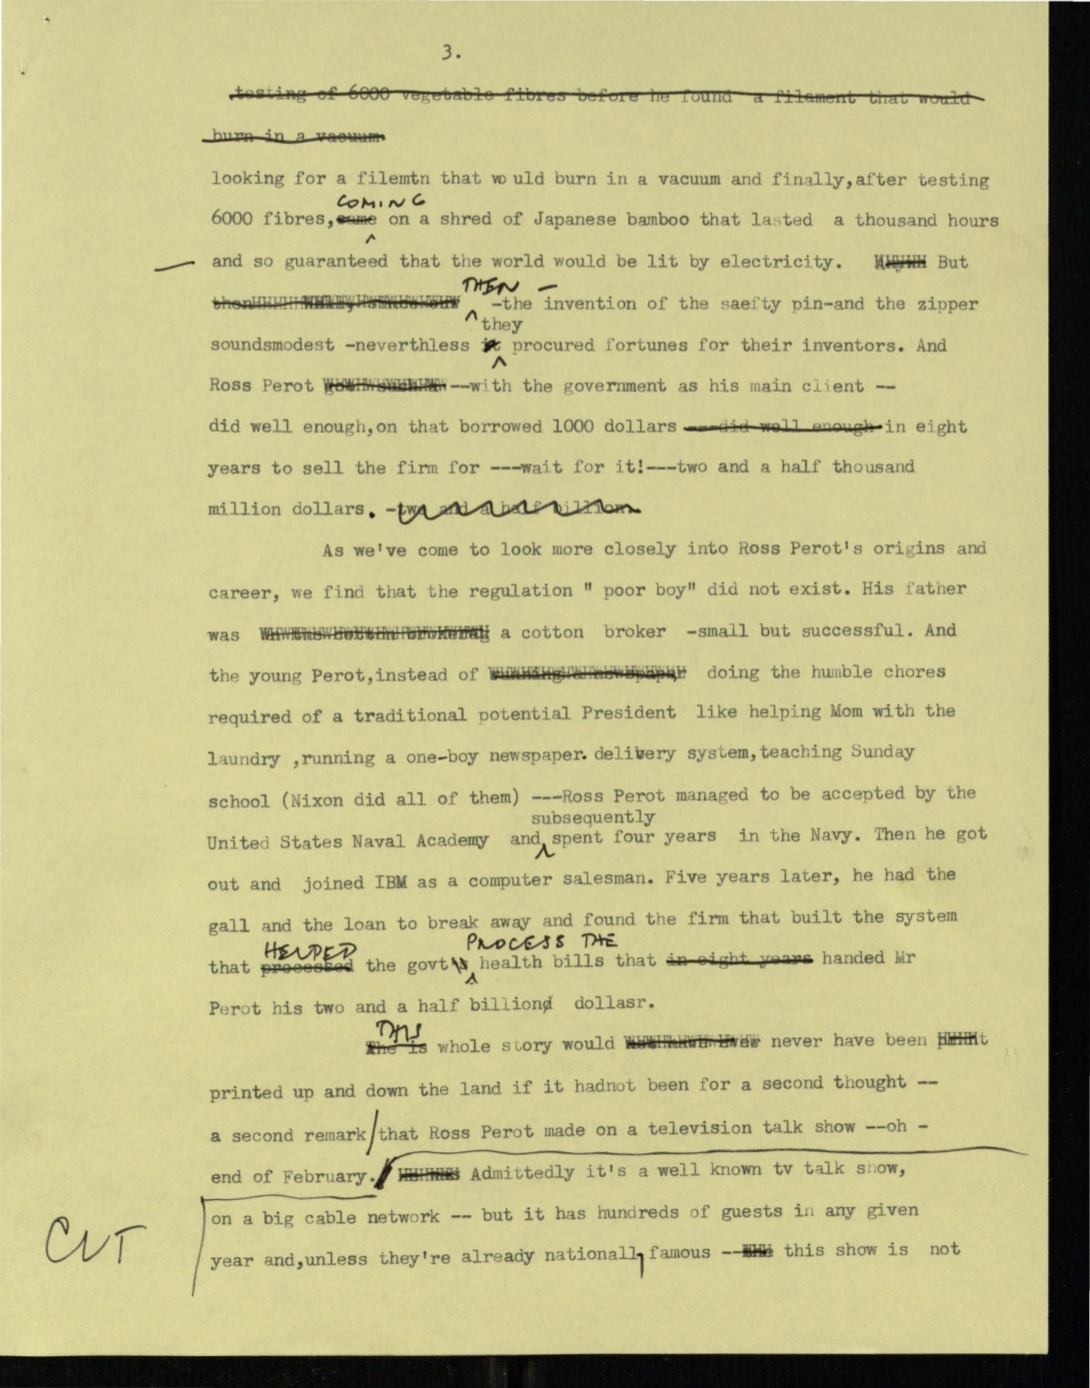 3.
testing of 6000 vegetable fibres before he found a filament that would
burn in a vacuum
looking for a filemtn that wo uld burn in a vacuum and finally,after testing
COMING
6000 fibres,came on a shred of Japanese bamboo that lasted a thousand hours
and so guaranteed that the world would be lit by electricity. But
THEN —
then -the invention of the saefty pin-and the zipper
they
soundsmodest -neverthless it procured fortunes for their inventors. And
Ross Perot --with the government as his main client --
did well enough,on that borrowed 1000 dollars ---did well enough in eight
years to sell the firm for ---wait for it!---two and a half thousand
million dollars. -two and a half billion.
As we've come to look more closely into Ross Perot's origins and
career, we find that the regulation " poor boy" did not exist. His father
was a cotton broker -small but successful. And
the young Perot,instead of doing the humble chores
required of a traditional potential President like helping Mom with the
laundry ,running a one-boy newspaper. delivery system,teaching Sunday
school (Nixon did all of them) ---Ross Perot managed to be accepted by the
subsequently
United States Naval Academy and spent four years in the Navy. Then he got
out and joined IBM as a computer salesman. Five years later, he had the
gall and the loan to break away and found the firm that built the system
HELPED PROCESS THE
that processed the govt's health bills that in eight years handed Mr
Perot his two and a half billiond dollasr.
THIS
The is whole story would never have been t
printed up and down the land if it hadnot been for a second thought --
a second remark that Ross Perot made on a television talk show --oh -
end of February. Admittedly it's a well known tv talk show,
on a big cable network -- but it has hundreds of guests in any given
CUT
year and,unless they're already nationally famous -- this show is not